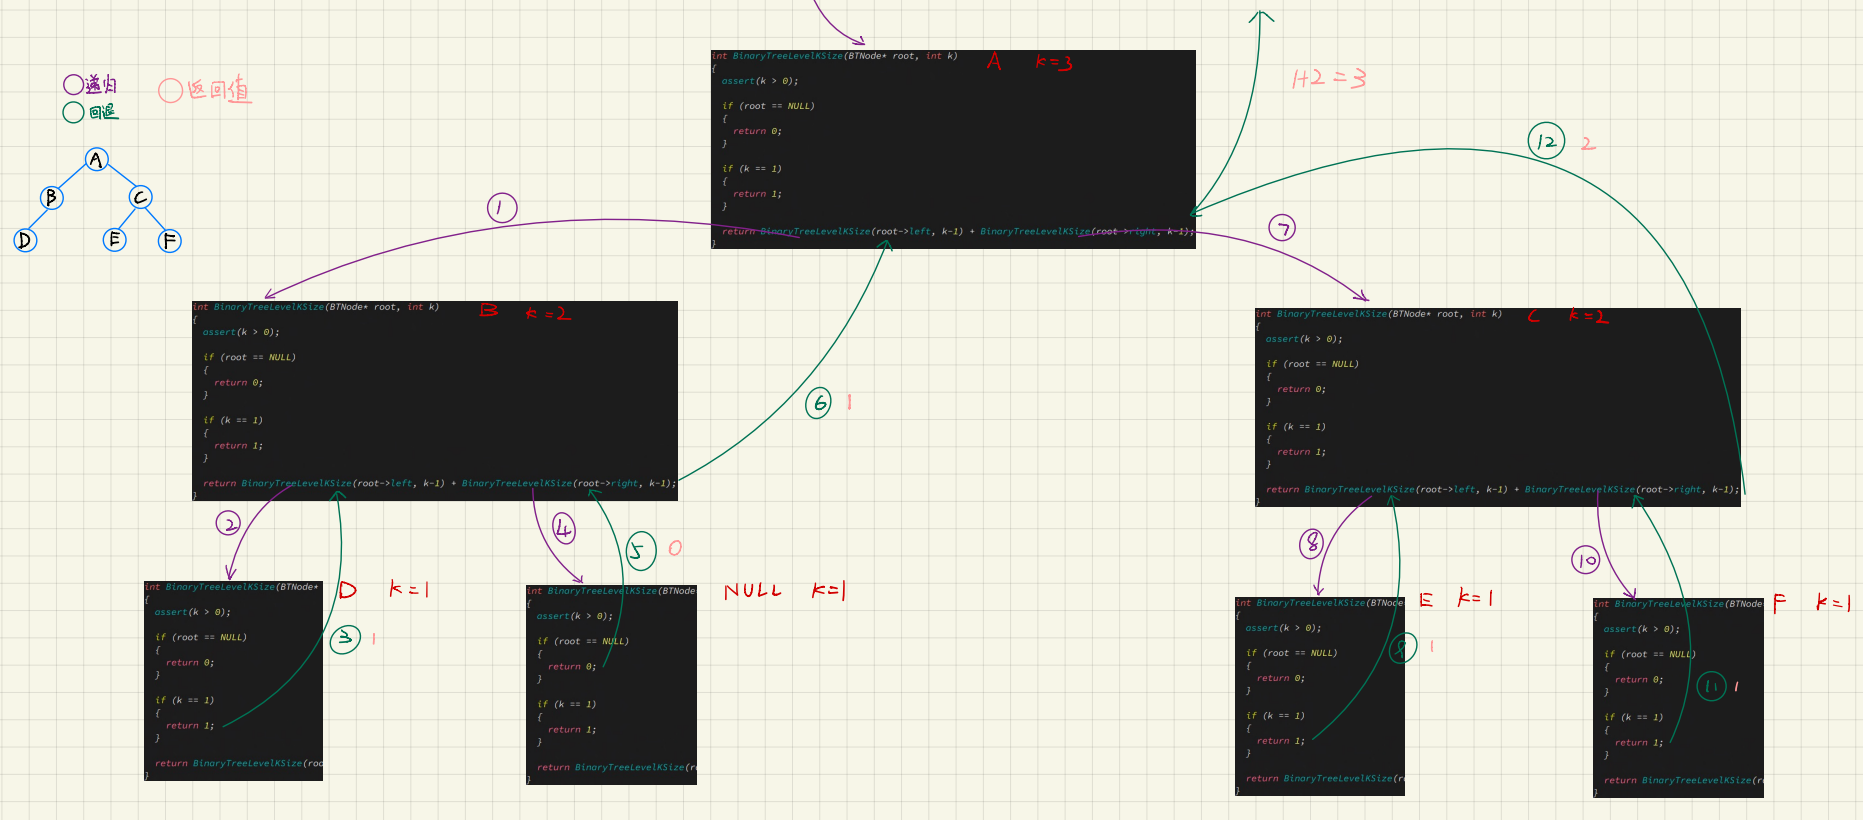 递归
返回值
回退
A
B
C
D
E
F
int BinaryTreeLevelKSize(BTNode* root, int k)
A k=3
{
assert(k > 0);
if (root == NULL)
{
return 0;
}
if (k == 1)
{
return 1;
}
return BinaryTreeLevelKSize(root->left, k-1) + BinaryTreeLevelKSize(root->right, k-1);
}
1+2=3
12 2
1
7
int BinaryTreeLevelKSize(BTNode* root, int k)
B k=2
{
assert(k > 0);
if (root == NULL)
{
return 0;
}
if (k == 1)
{
return 1;
}
return BinaryTreeLevelKSize(root->left, k-1) + BinaryTreeLevelKSize(root->right, k-1);
}
6 1
int BinaryTreeLevelKSize(BTNode* root, int k)
C k=2
{
assert(k > 0);
if (root == NULL)
{
return 0;
}
if (k == 1)
{
return 1;
}
return BinaryTreeLevelKSize(root->left, k-1) + BinaryTreeLevelKSize(root->right, k-1);
}
2
4
5 0
8
10
int BinaryTreeLevelKSize(BTNode*
D k=1
{
assert(k > 0);
if (root == NULL)
{
return 0;
}
if (k == 1)
{
return 1;
}
return BinaryTreeLevelKSize(roo
}
3 1
int BinaryTreeLevelKSize(BTNode
NULL k=1
{
assert(k > 0);
if (root == NULL)
{
return 0;
}
if (k == 1)
{
return 1;
}
return BinaryTreeLevelKSize(r
}
int BinaryTreeLevelKSize(BTNode
E k=1
{
assert(k > 0);
if (root == NULL)
{
return 0;
}
if (k == 1)
{
return 1;
}
return BinaryTreeLevelKSize(r
}
9 1
int BinaryTreeLevelKSize(BTNode
F k=1
{
assert(k > 0);
if (root == NULL)
{
return 0;
}
if (k == 1)
{
return 1;
}
return BinaryTreeLevelKSize(r
}
11 1